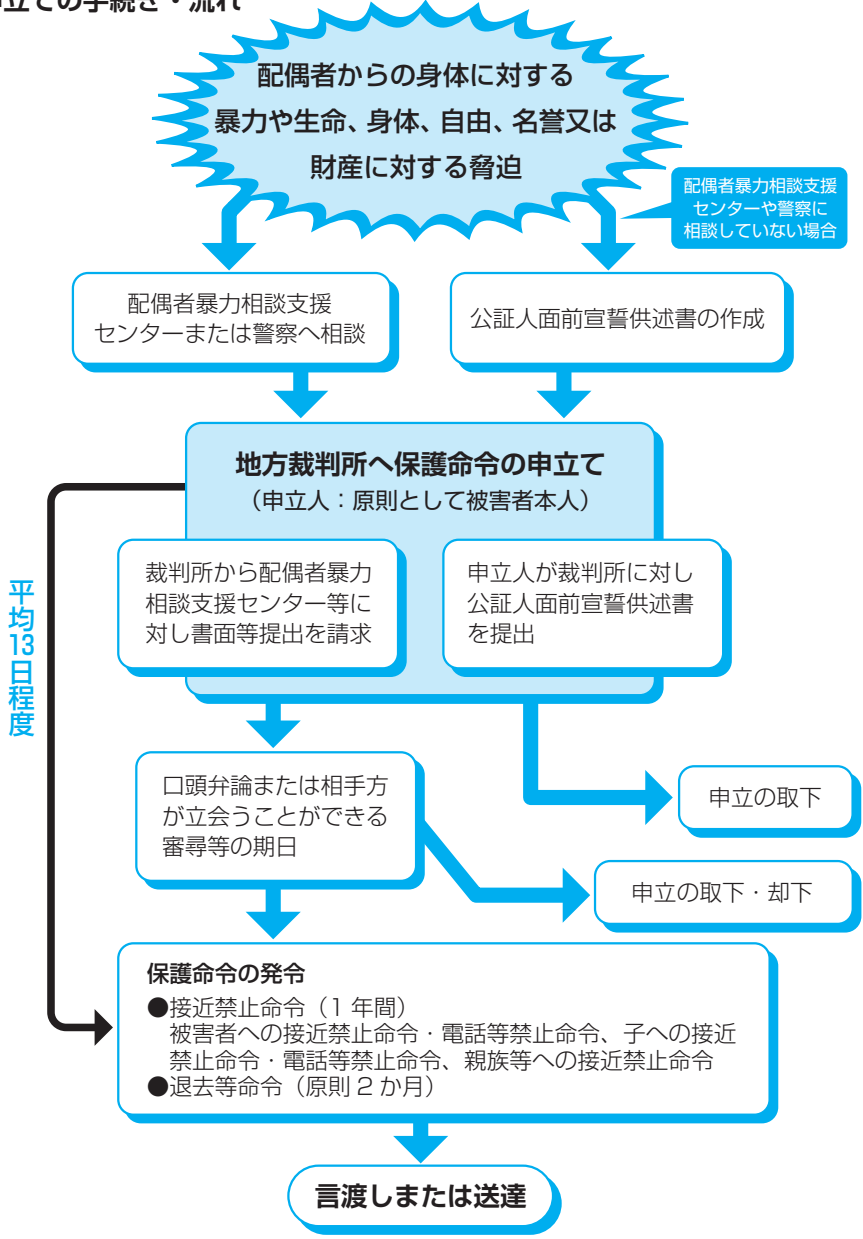 立ての手続き・流れ
配偶者からの身体に対する
暴力や生命、身体、自由、名誉又は
財産に対する脅迫
配偶者暴力相談支援
センターや警察に
相談していない場合
配偶者暴力相談支援
センターまたは警察へ相談
公証人面前宣誓供述書の作成
地方裁判所へ保護命令の申立て
（申立人：原則として被害者本人）
裁判所から配偶者暴力
相談支援センター等に
対し書面等提出を請求
申立人が裁判所に対し
公証人面前宣誓供述書
を提出
平均13日程度
口頭弁論または相手方
が立会うことができる
審尋等の期日
申立の取下
申立の取下・却下
保護命令の発令
●接近禁止命令（1年間）
被害者への接近禁止命令・電話等禁止命令、子への接近
禁止命令・電話等禁止命令、親族等への接近禁止命令
●退去等命令（原則2か月）
言渡しまたは送達